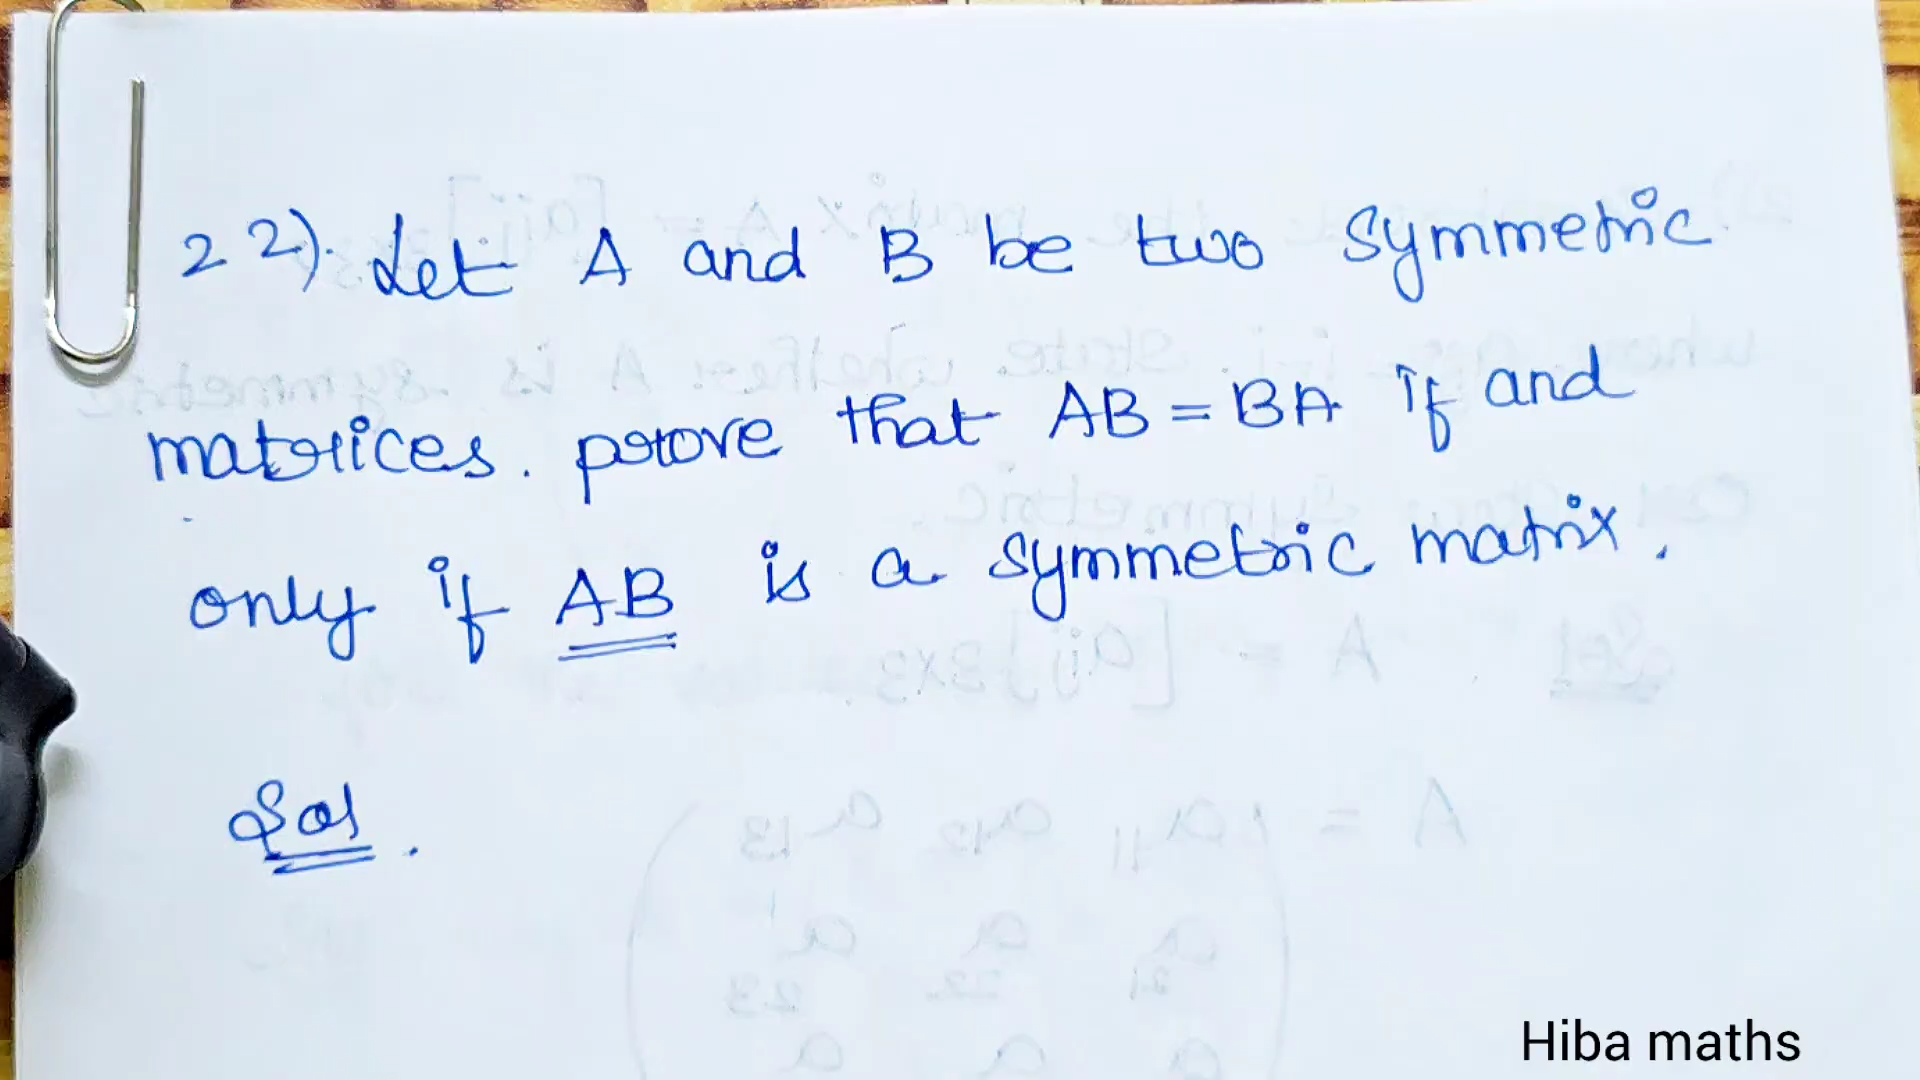 22). Let A and B be two symmetric
matrices. prove that AB = BA if and
only if AB is a symmetric matrix.
Sol.
Hiba maths